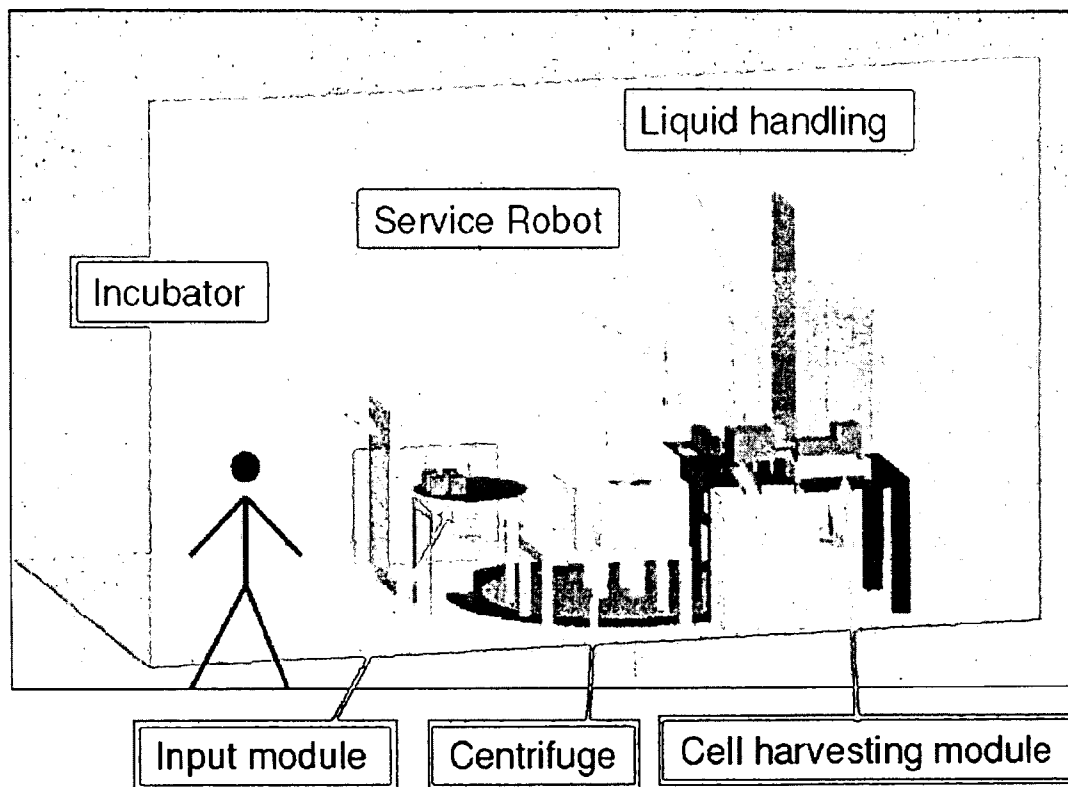 Liquid handling
Service Robot
Incubator
Input module
Centrifuge
Cell harvesting module